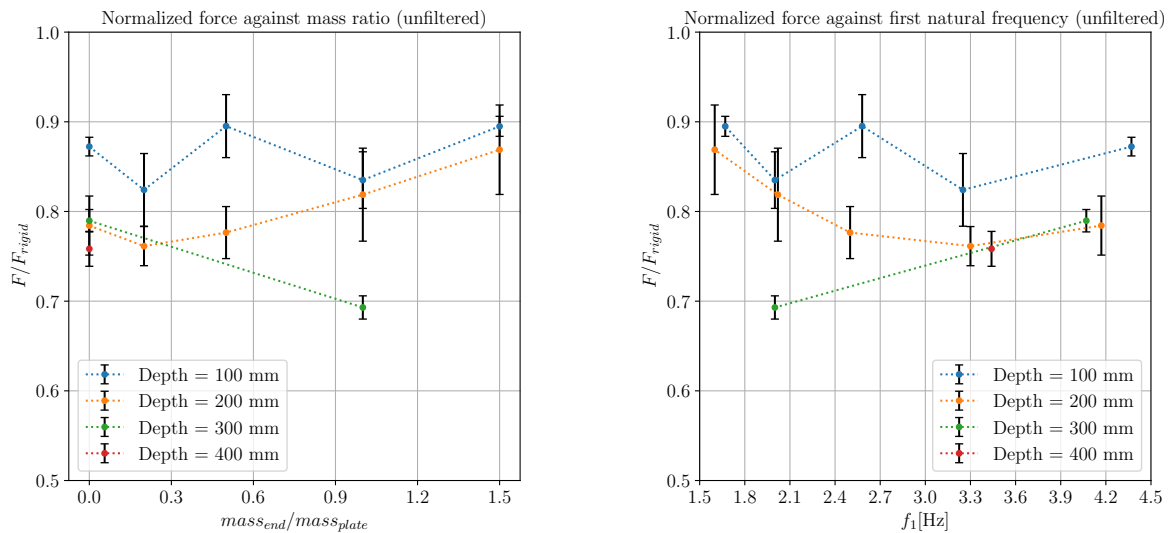 Normalized force against mass ratio (unfiltered)
1.0
0.9
0.8
0.7
0.6
0.5
F/F_rigid
0.0 0.3 0.6 0.9 1.2 1.5
mass_end/mass_plate
Depth = 100 mm
Depth = 200 mm
Depth = 300 mm
Depth = 400 mm
Normalized force against first natural frequency (unfiltered)
1.0
0.9
0.8
0.7
0.6
0.5
F/F_rigid
1.5 1.8 2.1 2.4 2.7 3.0 3.3 3.6 3.9 4.2 4.5
f_1[Hz]
Depth = 100 mm
Depth = 200 mm
Depth = 300 mm
Depth = 400 mm